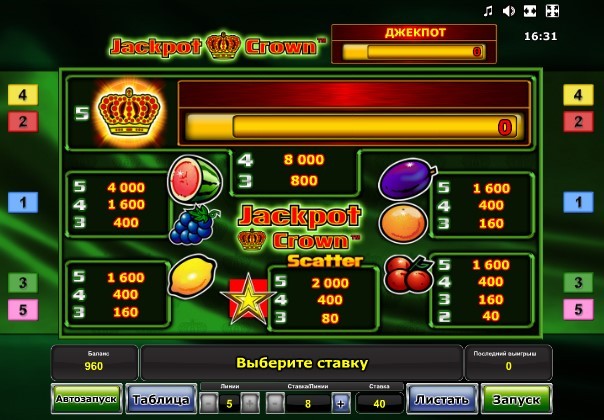 Jackpot Crown™
ДЖЕКПОТ
0
16:31
4
2
1
3
5
5
0
4 8 000
3 800
5 4 000
4 1 600
3 400
5 1 600
4 400
3 160
Jackpot
Crown™
Scatter
5 1 600
4 400
3 160
5 2 000
4 400
3 80
5 1 600
4 400
3 160
2 40
4
2
1
3
5
Баланс
960
Выберите ставку
Последний выигрыш
0
Автозапуск
Таблица
Линии
- 5 +
Ставка/Линии
- 8 +
Ставка
40
Листать
Запуск